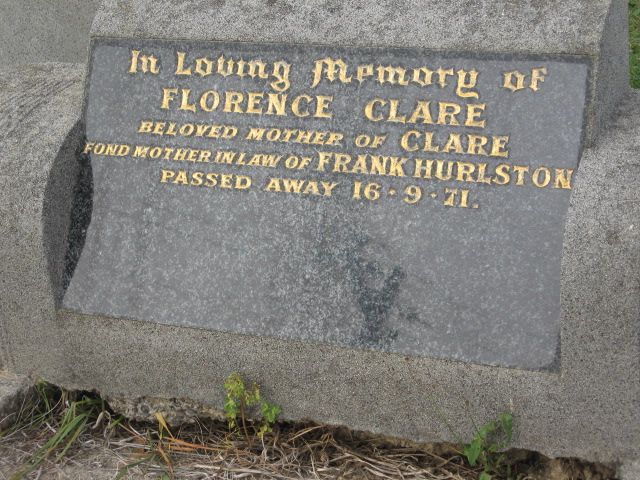 In Loving Memory of
FLORENCE CLARE
BELOVED MOTHER OF CLARE
FOND MOTHER IN LAW OF FRANK HURLSTON
PASSED AWAY 16·9·71.